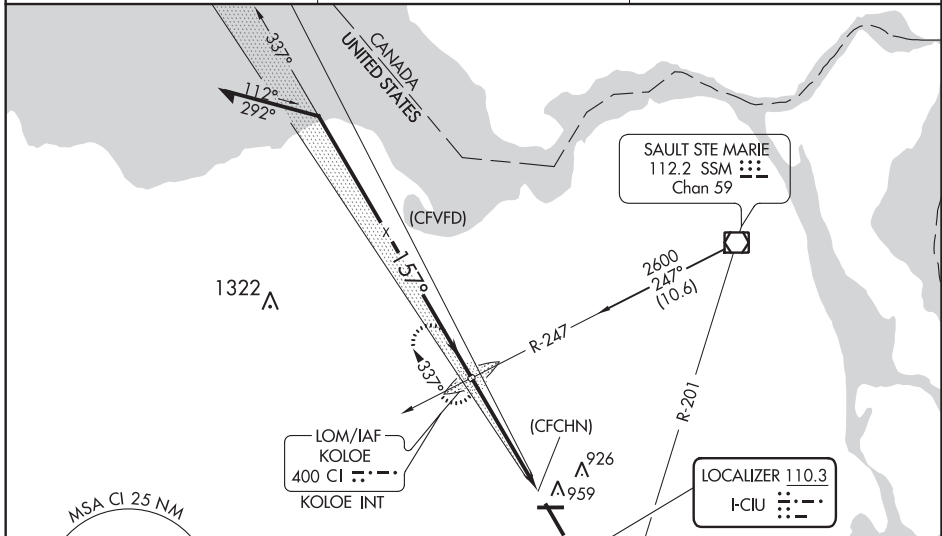 337°
CANADA
UNITED STATES
112°
292°
SAULT STE MARIE
112.2 SSM
Chan 59
(CFVFD)
x
157°
2600
247°
(10.6)
1322
R-247
337°
R-201
LOM/IAF
KOLOE
400 CI
KOLOE INT
(CFCHN)
926
959
LOCALIZER 110.3
I-CIU
MSA CI 25 NM